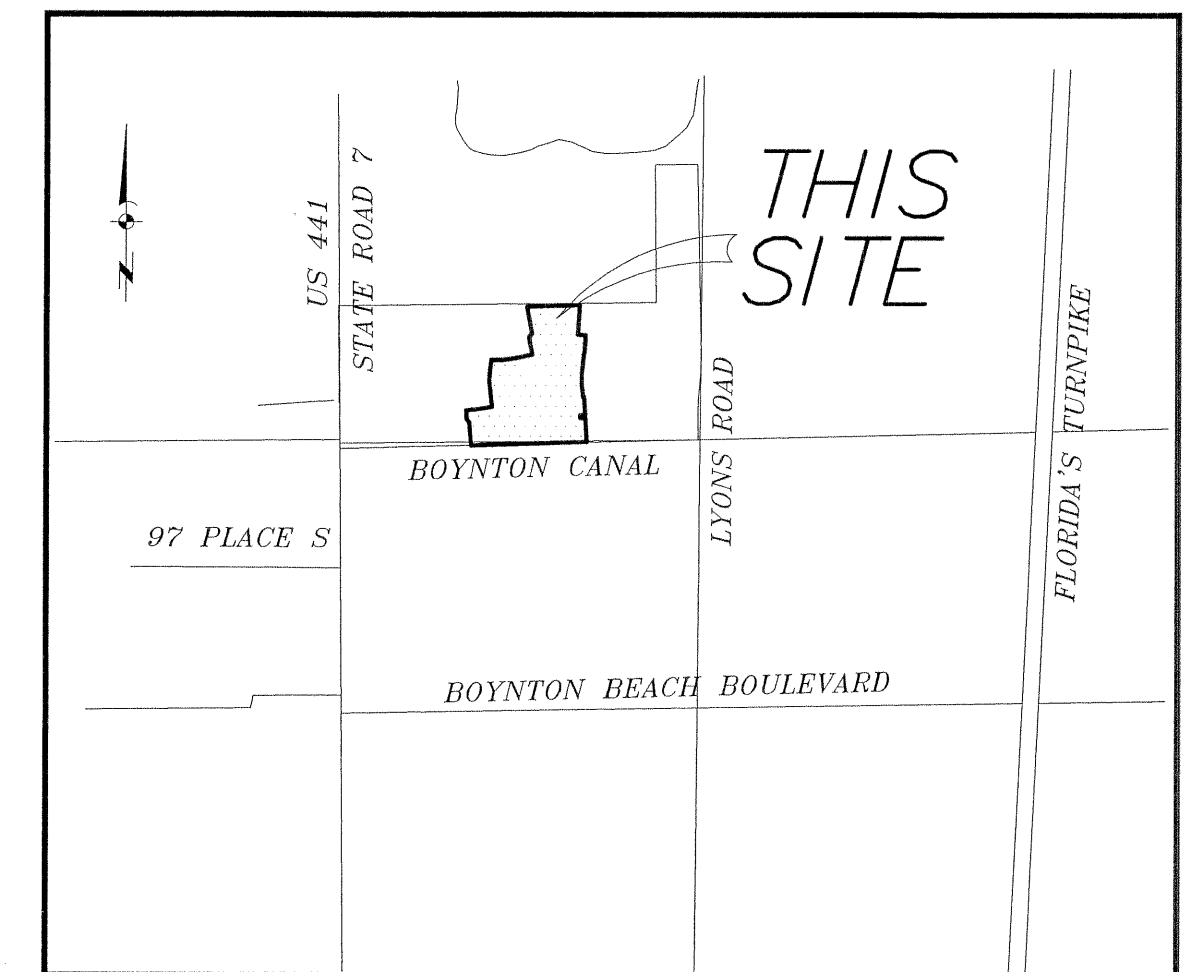 US 441
STATE ROAD 7
THIS
SITE
FLORIDA'S TURNPIKE
LYONS ROAD
BOYNTON CANAL
97 PLACE S
BOYNTON BEACH BOULEVARD
N